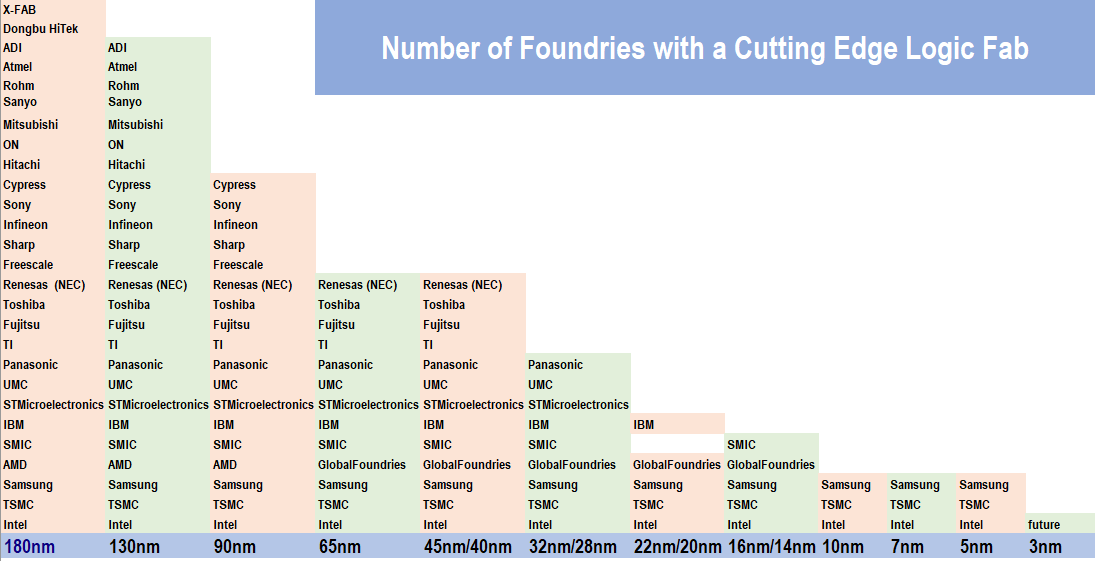 Number of Foundries with a Cutting Edge Logic Fab
X-FAB
Dongbu HiTek
ADI ADI
Atmel Atmel
Rohm Rohm
Sanyo Sanyo
Mitsubishi Mitsubishi
ON ON
Hitachi Hitachi
Cypress Cypress Cypress
Sony Sony Sony
Infineon Infineon Infineon
Sharp Sharp Sharp
Freescale Freescale Freescale
Renesas (NEC) Renesas (NEC) Renesas (NEC) Renesas (NEC) Renesas (NEC)
Toshiba Toshiba Toshiba Toshiba Toshiba
Fujitsu Fujitsu Fujitsu Fujitsu Fujitsu
TI TI TI TI TI
Panasonic Panasonic Panasonic Panasonic Panasonic Panasonic
UMC UMC UMC UMC UMC UMC
STMicroelectronics STMicroelectronics STMicroelectronics STMicroelectronics STMicroelectronics STMicroelectronics
IBM IBM IBM IBM IBM IBM IBM
SMIC SMIC SMIC SMIC SMIC SMIC SMIC
AMD AMD AMD GlobalFoundries GlobalFoundries GlobalFoundries GlobalFoundries GlobalFoundries
Samsung Samsung Samsung Samsung Samsung Samsung Samsung Samsung Samsung Samsung Samsung
TSMC TSMC TSMC TSMC TSMC TSMC TSMC TSMC TSMC TSMC TSMC
Intel Intel Intel Intel Intel Intel Intel Intel Intel Intel Intel future
180nm 130nm 90nm 65nm 45nm/40nm 32nm/28nm 22nm/20nm 16nm/14nm 10nm 7nm 5nm 3nm